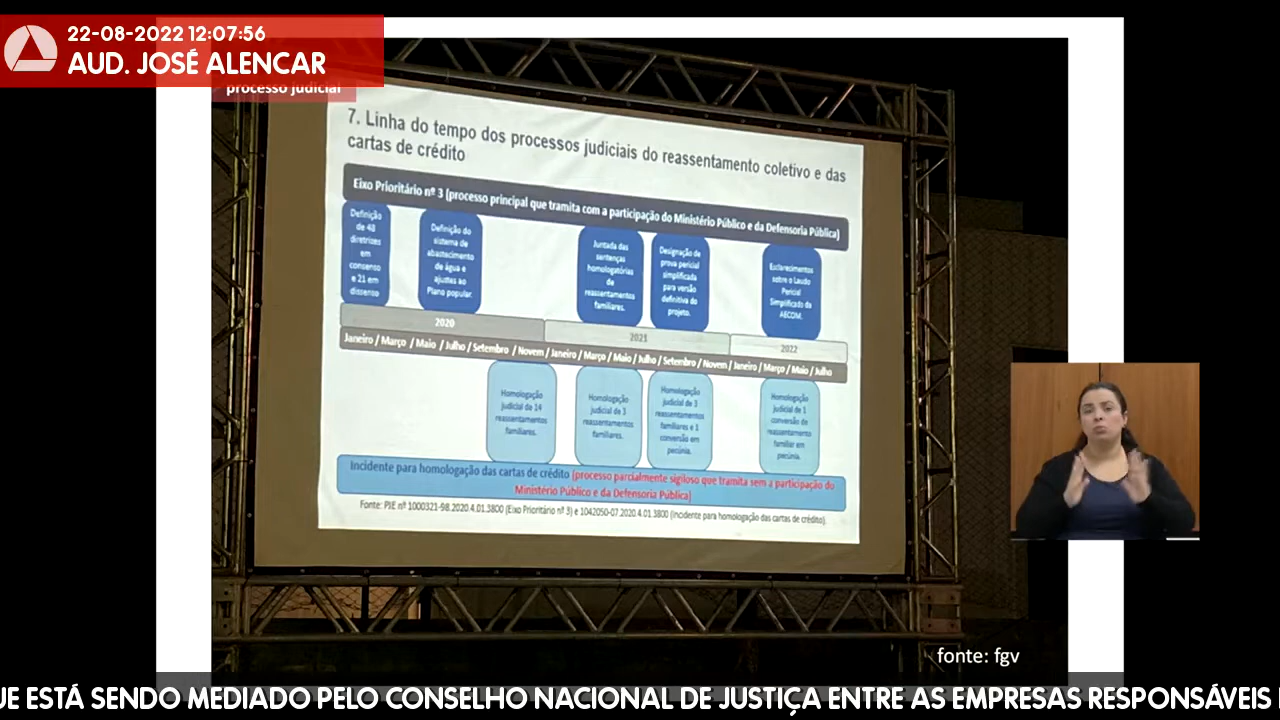 22-08-2022 12:07:56
AUD. JOSÉ ALENCAR
processo judicial
7. Linha do tempo dos processos judiciais do reassentamento coletivo e das
cartas de crédito
Eixo Prioritário nº 3 (processo principal que tramita com a participação do Ministério Público e da Defensoria Pública)
Definição
de 48
diretrizes
em
consenso
e 21 em
dissenso
Definição do
sistema de
abastecimento
de água e
ajustes ao
Plano popular.
Juntada das
sentenças
homologatórias
de
reassentamentos
familiares.
Designação de
prova pericial
simplificada
para versão
definitiva do
projeto.
Esclarecimentos
sobre o Laudo
Pericial
Simplificado da
AECOM.
2020
2021
2022
Janeiro / Março / Maio / Julho / Setembro / Novem / Janeiro / Março / Maio / Julho / Setembro / Novem / Janeiro / Março / Maio / Julho
Homologação
judicial de 14
reassentamentos
familiares.
Homologação
judicial de 3
reassentamentos
familiares.
Homologação
judicial de 3
reassentamentos
familiares e 1
conversão em
pecúnia.
Homologação
judicial de 1
conversão de
reassentamento
familiar em
pecúnia.
Incidente para homologação das cartas de crédito (processo parcialmente sigiloso que tramita sem a participação do
Ministério Público e da Defensoria Pública)
Fonte: PJE nº 1000321-98.2020.4.01.3800 (Eixo Prioritário nº 3) e 1042050-07.2020.4.01.3800 (Incidente para homologação das cartas de crédito).
fonte: fgv
UE ESTÁ SENDO MEDIADO PELO CONSELHO NACIONAL DE JUSTIÇA ENTRE AS EMPRESAS RESPONSÁVEIS